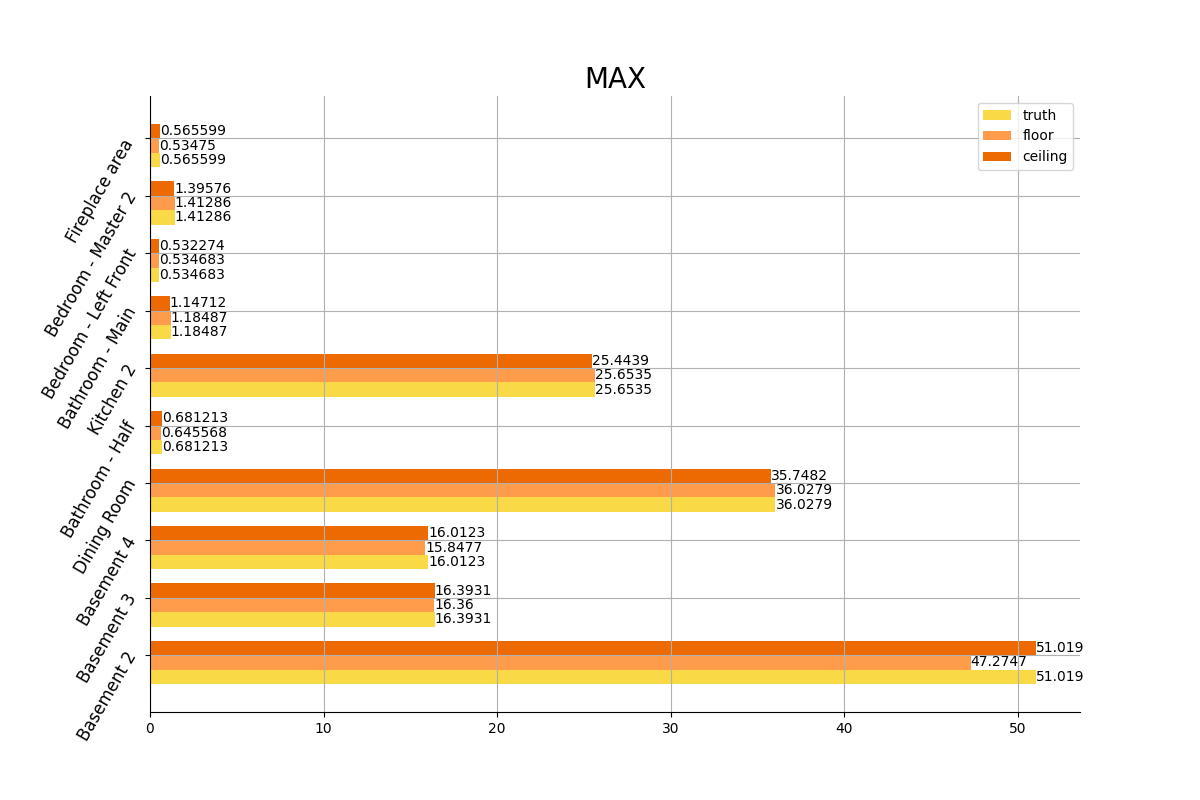 MAX
truth
floor
ceiling
Fireplace area
0.565599
0.53475
0.565599
Bedroom - Master 2
1.39576
1.41286
1.41286
Bedroom - Left Front
0.532274
0.534683
0.534683
Bathroom - Main
1.14712
1.18487
1.18487
Kitchen 2
25.4439
25.6535
25.6535
Bathroom - Half
0.681213
0.645568
0.681213
Dining Room
35.7482
36.0279
36.0279
Basement 4
16.0123
15.8477
16.0123
Basement 3
16.3931
16.36
16.3931
Basement 2
51.019
47.2747
51.019
0 10 20 30 40 50